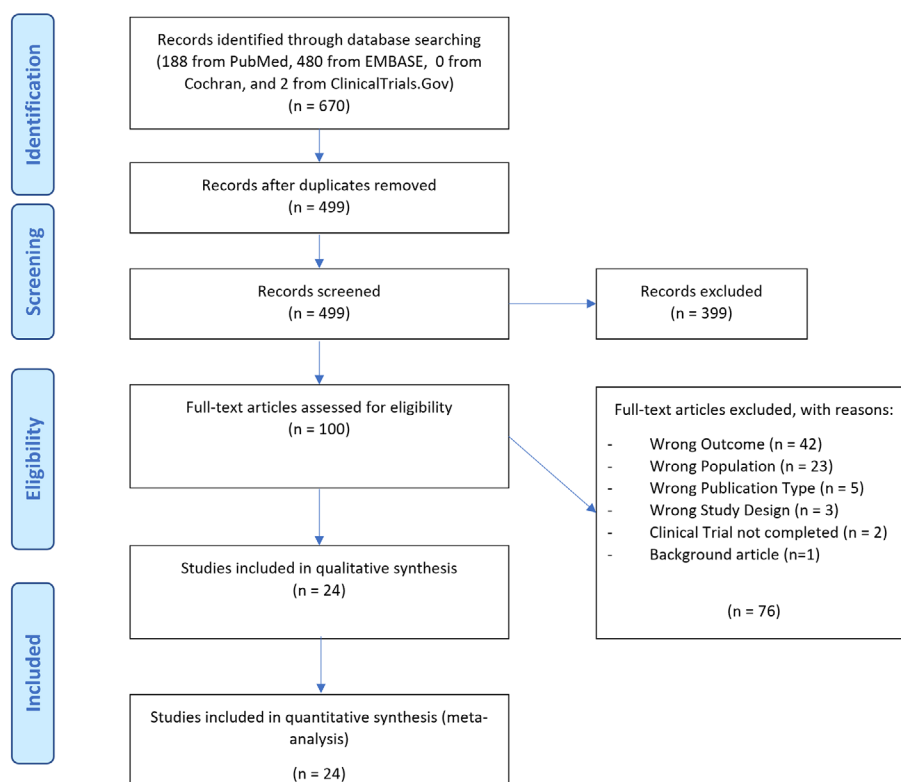 Identification
Records identified through database searching
(188 from PubMed, 480 from EMBASE, 0 from
Cochran, and 2 from ClinicalTrials.Gov)
(n = 670)
Records after duplicates removed
(n = 499)
Screening
Records screened
(n = 499)
Records excluded
(n = 399)
Eligibility
Full-text articles assessed for eligibility
(n = 100)
Full-text articles excluded, with reasons:
- Wrong Outcome (n = 42)
- Wrong Population (n = 23)
- Wrong Publication Type (n = 5)
- Wrong Study Design (n = 3)
- Clinical Trial not completed (n = 2)
- Background article (n=1)
(n = 76)
Studies included in qualitative synthesis
(n = 24)
Included
Studies included in quantitative synthesis (meta-
analysis)
(n = 24)